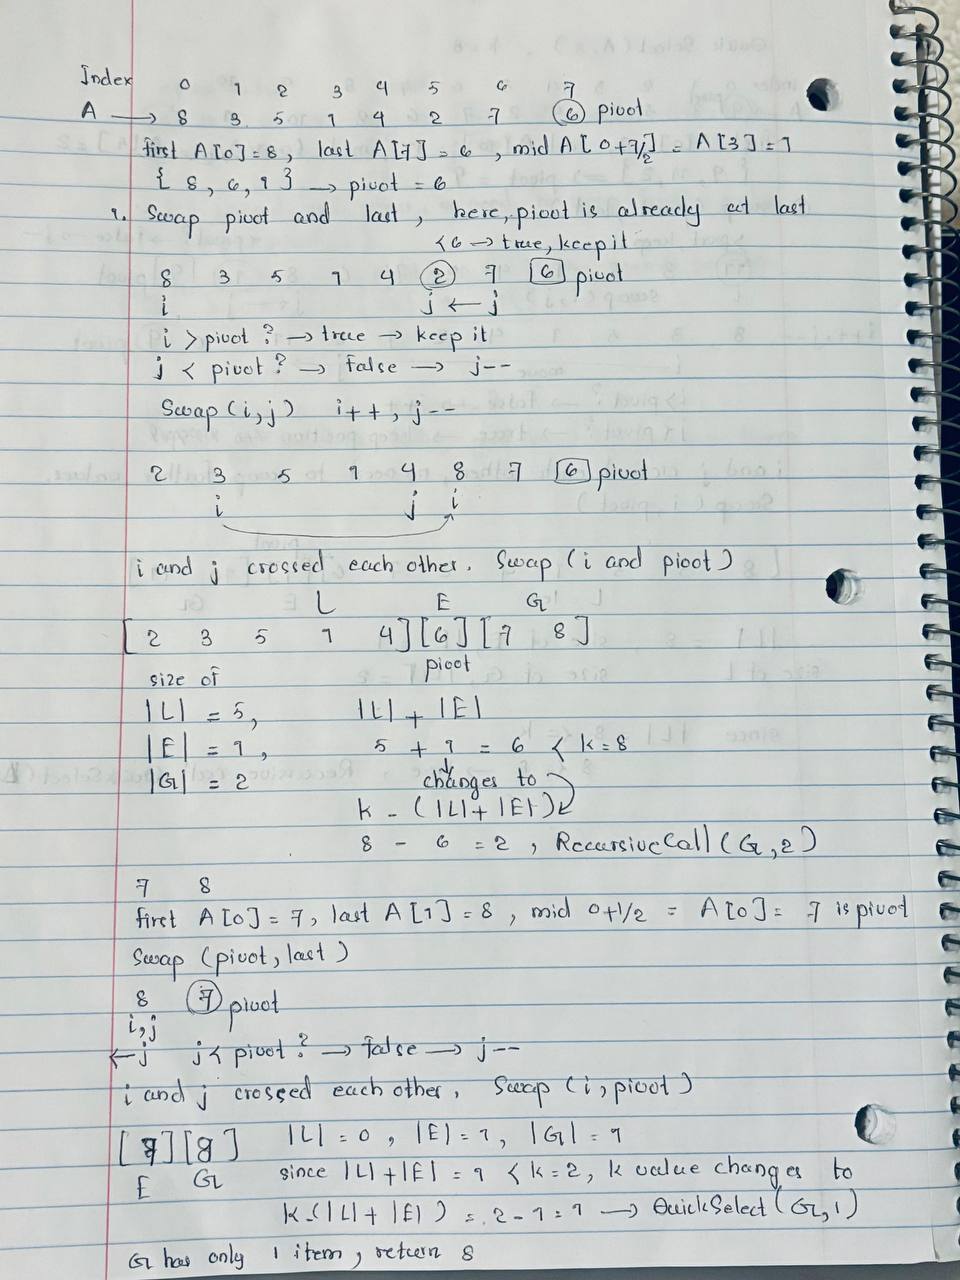 Index 0 1 2 3 4 5 6 7
A → 8 3 5 1 4 2 7 6 pivot
first A[0]=8, last A[7]=6, mid A[0+7/2] = A[3]=1
{8, 6, 1} → pivot = 6
1. Swap pivot and last, here, pivot is already at last
<6 → true, keep it
8 3 5 1 4 2 7 6 pivot
i j ← j
i > pivot? → true → keep it
j < pivot? → false → j--
Swap(i,j) i++, j--
2 3 5 1 4 8 7 6 pivot
i j i
i and j crossed each other. Swap (i and pivot)
L E G
[2 3 5 1 4][6][7 8]
pivot
size of
|L| = 5, |L| + |E|
|E| = 1, 5 + 1 = 6 < k=8
|G| = 2 changes to
k - (|L|+|E|)
8 - 6 = 2, RecursiveCall(G,2)
7 8
first A[0]=7, last A[1]=8, mid 0+1/2 = A[0]= 7 is pivot
Swap (pivot, last)
8 7 pivot
i,j
←j j< pivot? → false → j--
i and j crossed each other, Swap (i, pivot)
[7][8] |L|=0, |E|=1, |G|=1
E G since |L|+|E| = 1 < k=2, k value changes to
k-(|L|+|E|) = 2-1=1 → QuickSelect(G,1)
G has only 1 item, return 8